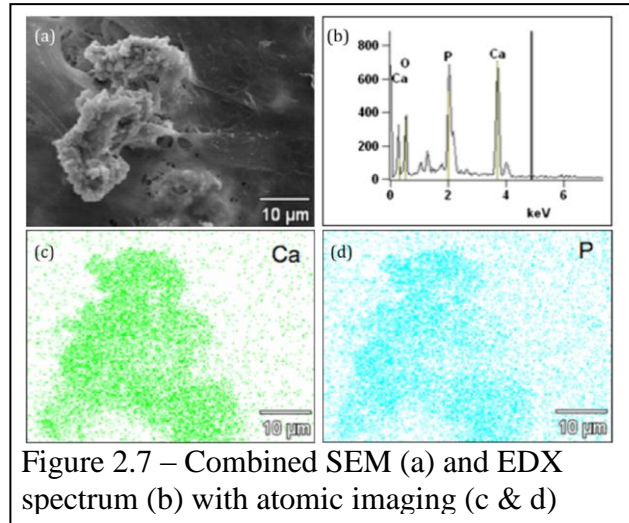 (a)
10 µm
(b)
800
600
400
200
0
O
Ca
P
Ca
0
2
4
6
keV
(c)
Ca
10 µm
(d)
P
10 µm
Figure 2.7 – Combined SEM (a) and EDX
spectrum (b) with atomic imaging (c & d)